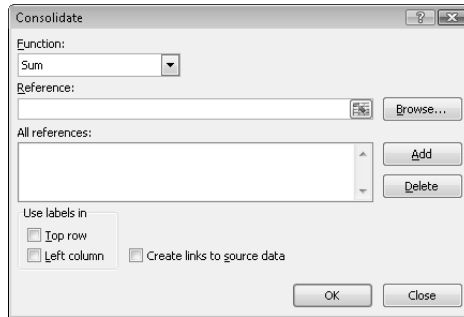 Consolidate
Function:
Sum
Reference:
Browse...
All references:
Add
Delete
Use labels in
Top row
Left column
Create links to source data
OK
Close